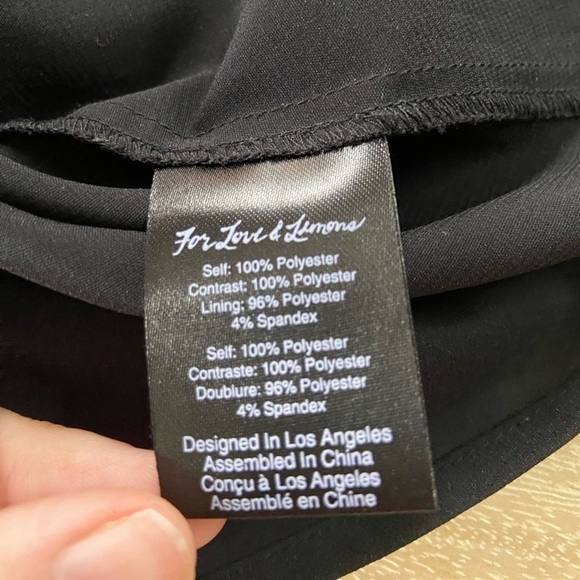 For Love & Lemons
Self: 100% Polyester
Contrast: 100% Polyester
Lining: 96% Polyester
4% Spandex
Self: 100% Polyester
Contraste: 100% Polyester
Doublure: 96% Polyester
4% Spandex
Designed In Los Angeles
Assembled In China
Conçu à Los Angeles
Assemblé en Chine